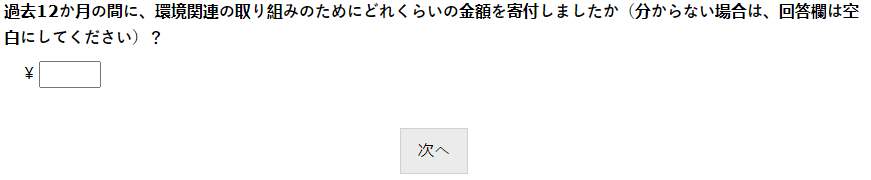 過去12か月の間に、環境関連の取り組みのためにどれくらいの金額を寄付しましたか（分からない場合は、回答欄は空
白にしてください）？
¥
次へ